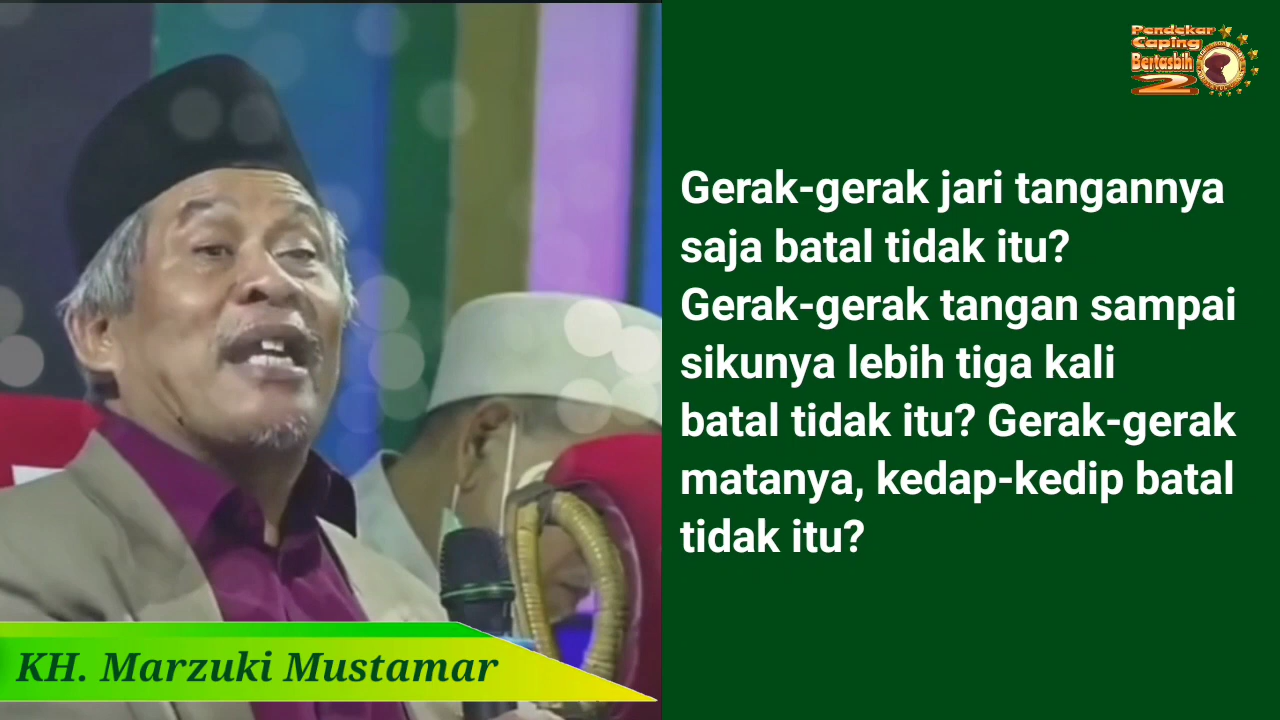 Pendekar
Caping
Bertasbih
2
Gerak-gerak jari tangannya
saja batal tidak itu?
Gerak-gerak tangan sampai
sikunya lebih tiga kali
batal tidak itu? Gerak-gerak
matanya, kedap-kedip batal
tidak itu?
KH. Marzuki Mustamar